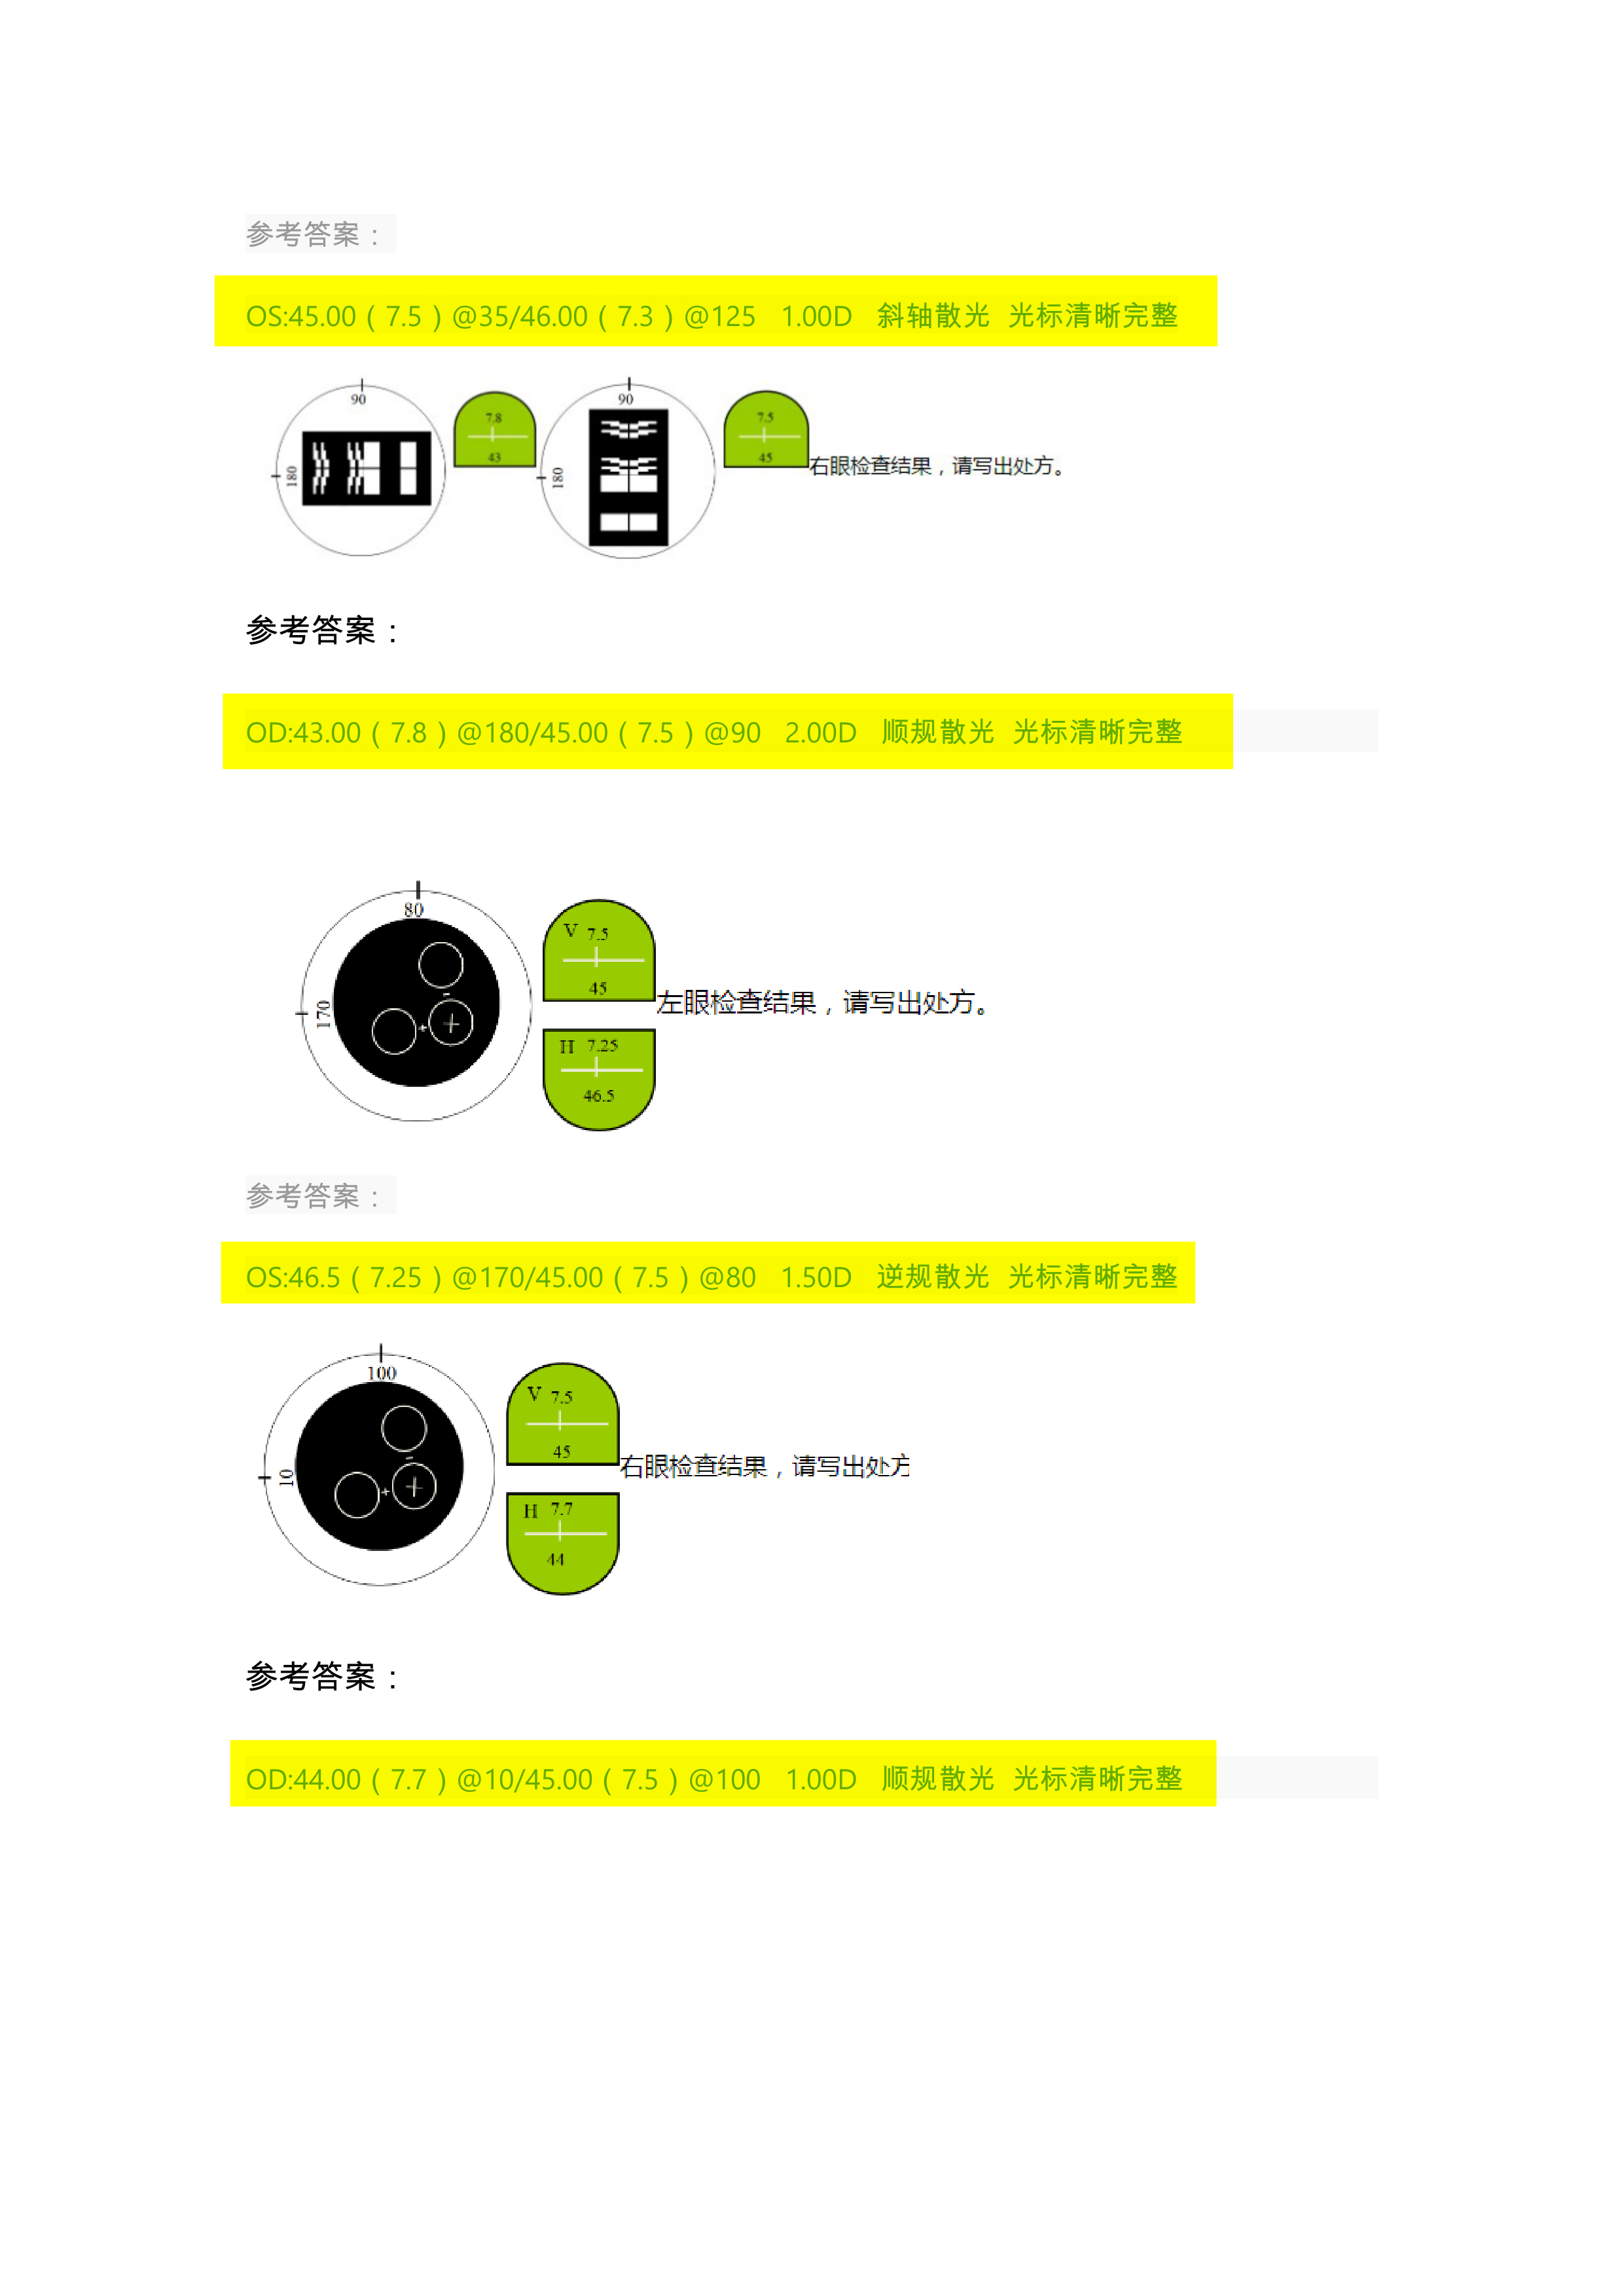 参考答案：
OS:45.00（7.5）@35/46.00（7.3）@125 1.00D 斜轴散光 光标清晰完整
90
180
7.8
43
90
180
7.5
45
右眼检查结果，请写出处方。
参考答案：
OD:43.00（7.8）@180/45.00（7.5）@90 2.00D 顺规散光 光标清晰完整
80
170
V 7.5
45
左眼检查结果，请写出处方。
H 7.25
46.5
参考答案：
OS:46.5（7.25）@170/45.00（7.5）@80 1.50D 逆规散光 光标清晰完整
100
10
V 7.5
45
右眼检查结果，请写出处方
H 7.7
44
参考答案：
OD:44.00（7.7）@10/45.00（7.5）@100 1.00D 顺规散光 光标清晰完整